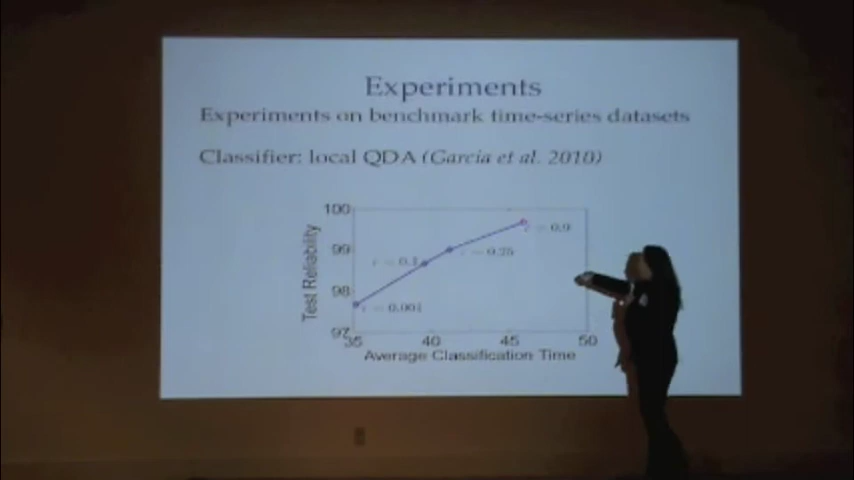 Experiments
Experiments on benchmark time-series datasets
Classifier: local QDA (Garcia et al. 2010)
100
99
98
97
Test Reliability
τ = 0.9
τ = 0.25
τ = 0.1
τ = 0.001
35 40 45 50
Average Classification Time